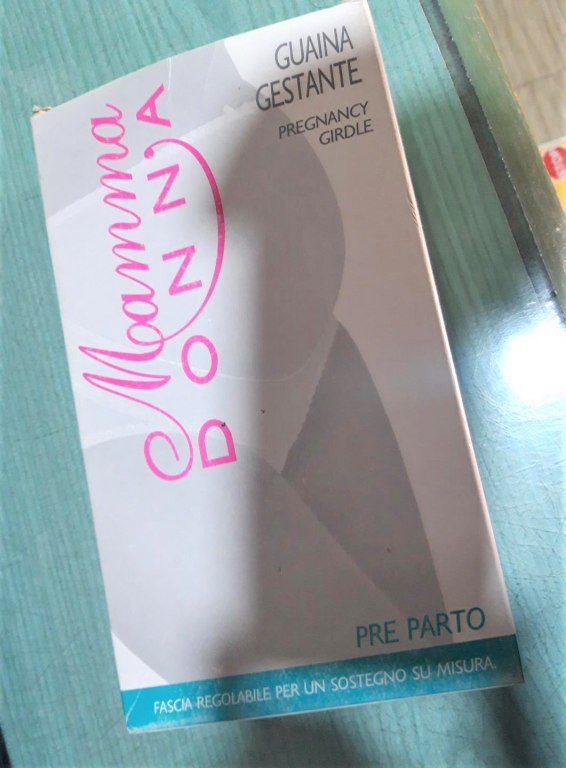 GUAINA
GESTANTE
PREGNANCY
GIRDLE
Mamma
DONNA
PRE PARTO
FASCIA REGOLABILE PER UN SOSTEGNO SU MISURA.